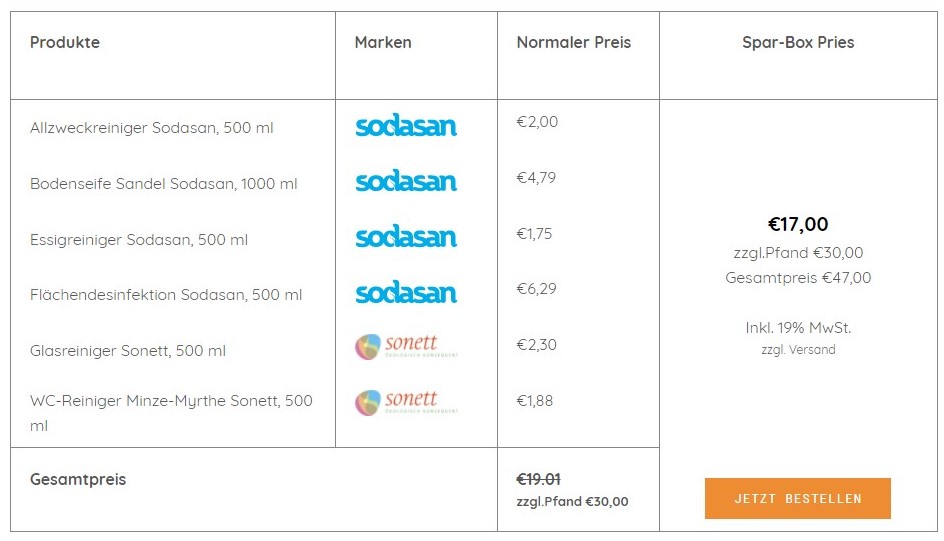 Produkte Marken Normaler Preis Spar-Box Pries
Allzweckreiniger Sodasan, 500 ml sodasan €2,00
Bodenseife Sandel Sodasan, 1000 ml sodasan €4,79
Essigreiniger Sodasan, 500 ml sodasan €1,75
Flächendesinfektion Sodasan, 500 ml sodasan €6,29
Glasreiniger Sonett, 500 ml sonett €2,30
ÖKOLOGISCH KONSEQUENT
WC-Reiniger Minze-Myrthe Sonett, 500
ml
sonett €1,88
ÖKOLOGISCH KONSEQUENT
€17,00
zzgl.Pfand €30,00
Gesamtpreis €47,00
Inkl. 19% MwSt.
zzgl. Versand
Gesamtpreis €19.01
zzgl.Pfand €30,00
JETZT BESTELLEN